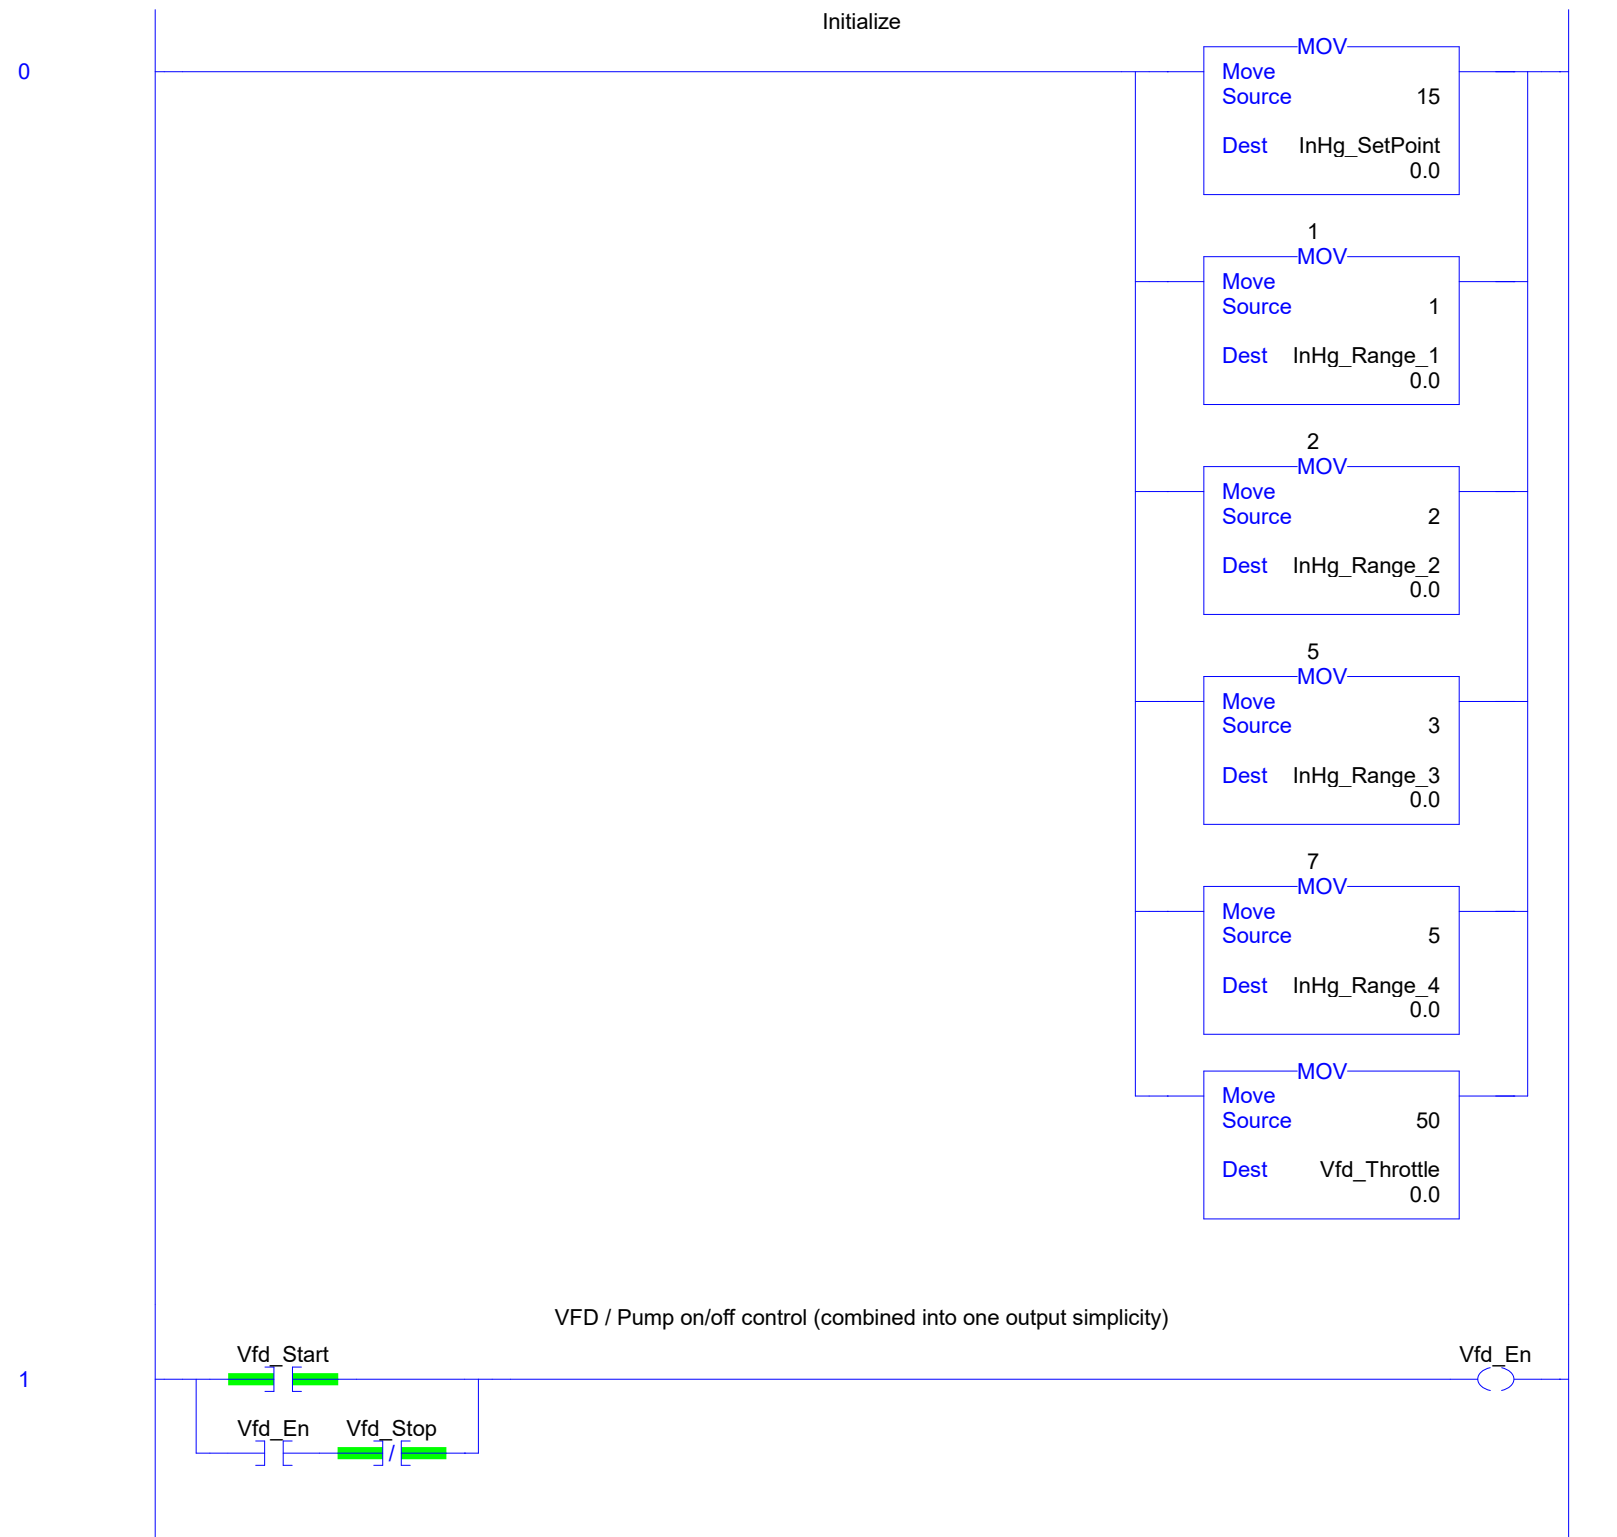 Initialize
0
MOV
Move
Source 15
Dest InHg_SetPoint
0.0
1
MOV
Move
Source 1
Dest InHg_Range_1
0.0
2
MOV
Move
Source 2
Dest InHg_Range_2
0.0
5
MOV
Move
Source 3
Dest InHg_Range_3
0.0
7
MOV
Move
Source 5
Dest InHg_Range_4
0.0
MOV
Move
Source 50
Dest Vfd_Throttle
0.0
VFD / Pump on/off control (combined into one output simplicity)
Vfd_Start Vfd_En
1
Vfd_En Vfd_Stop
/